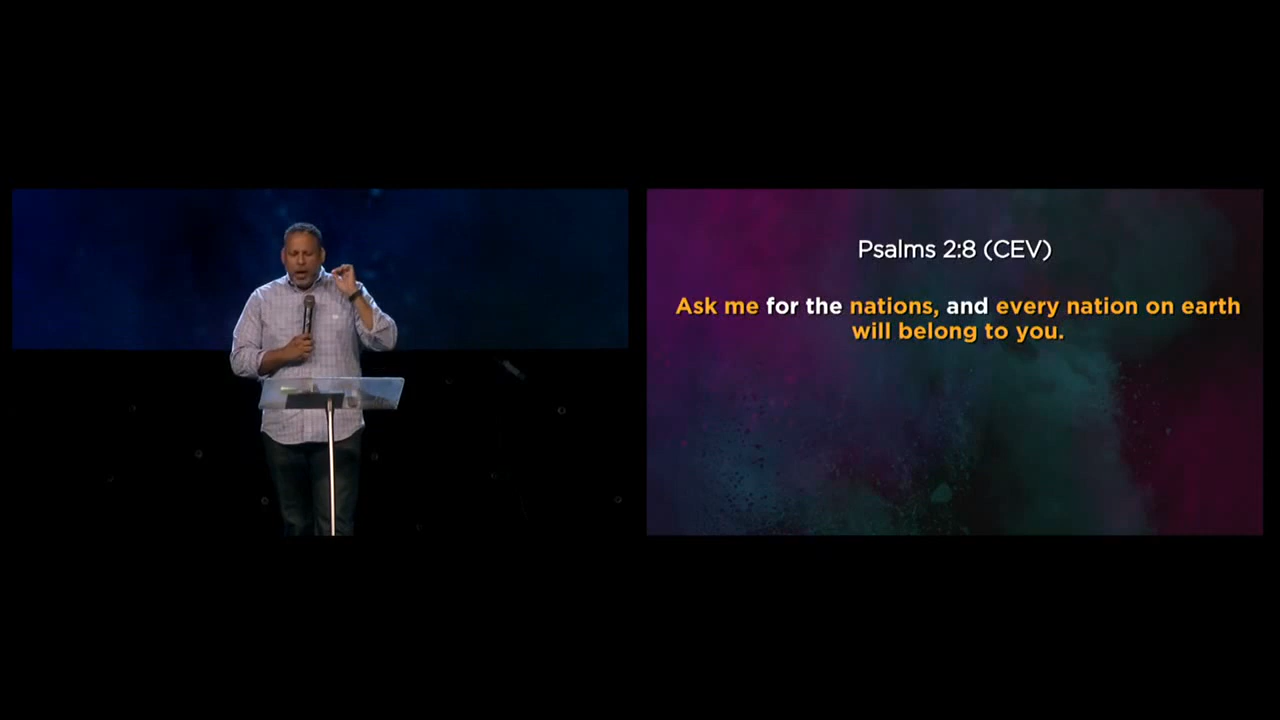 Psalms 2:8 (CEV)
Ask me for the nations, and every nation on earth
will belong to you.